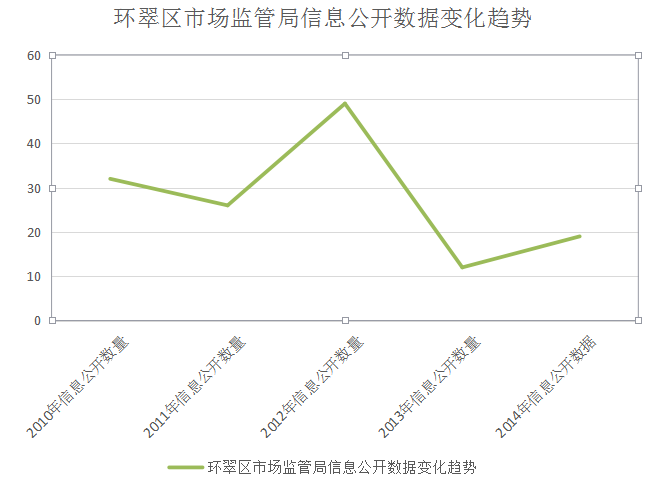 环翠区市场监管局信息公开数据变化趋势
60
50
40
30
20
10
0
2010年信息公开数量
2011年信息公开数量
2012年信息公开数量
2013年信息公开数量
2014年信息公开数据
环翠区市场监管局信息公开数据变化趋势